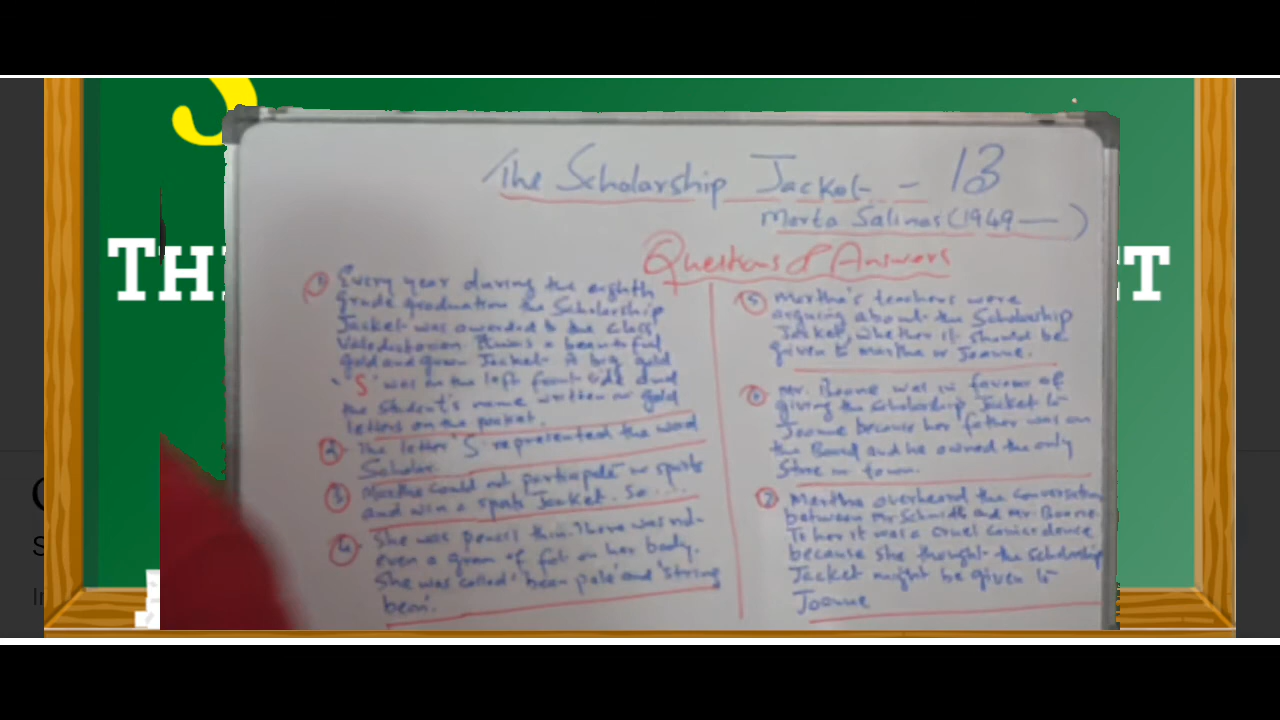 The Scholarship Jacket - 13
Marta Salinas (1949 — )
Questions & Answers
① Every year during the eighth
grade graduation the Scholarship
Jacket was awarded to the class
Valedictorian. It was a beautiful
gold and green Jacket. A big gold
"S" was on the left front side and
the student's name written in gold
letters on the pocket.
② The letter 'S' represented the word
Scholar.
③ Martha could not participate in sports
and win a sports Jacket. So ....
④ She was pencil thin. There was not
even a gram of fat on her body.
She was called 'bean pole' and 'string
bean'.
⑤ Martha's teachers were
arguing about the Scholarship
Jacket, whether it should be
given to Martha or Joanne.
⑥ Mr. Boone was in favour of
giving the scholarship Jacket to
Joanne because her father was on
the Board and he owned the only
Store in town.
⑦ Martha overheard the conversation
between Mr Schmidt and Mr. Boone.
To her it was a cruel coincidence
because she thought the Scholarship
Jacket might be given to
Joanne
TH
ET